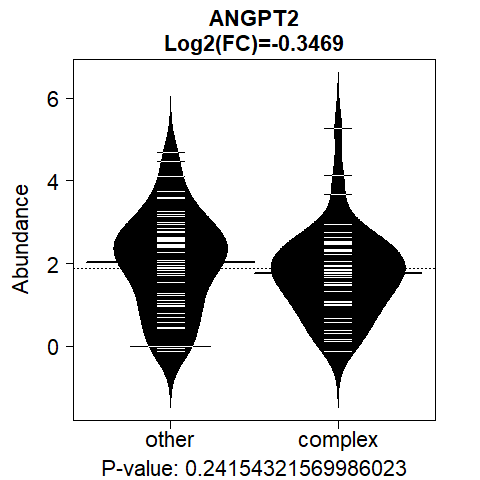 ANGPT2
Log2(FC)=-0.3469
Abundance
6
4
2
0
other complex
P-value: 0.24154321569986023